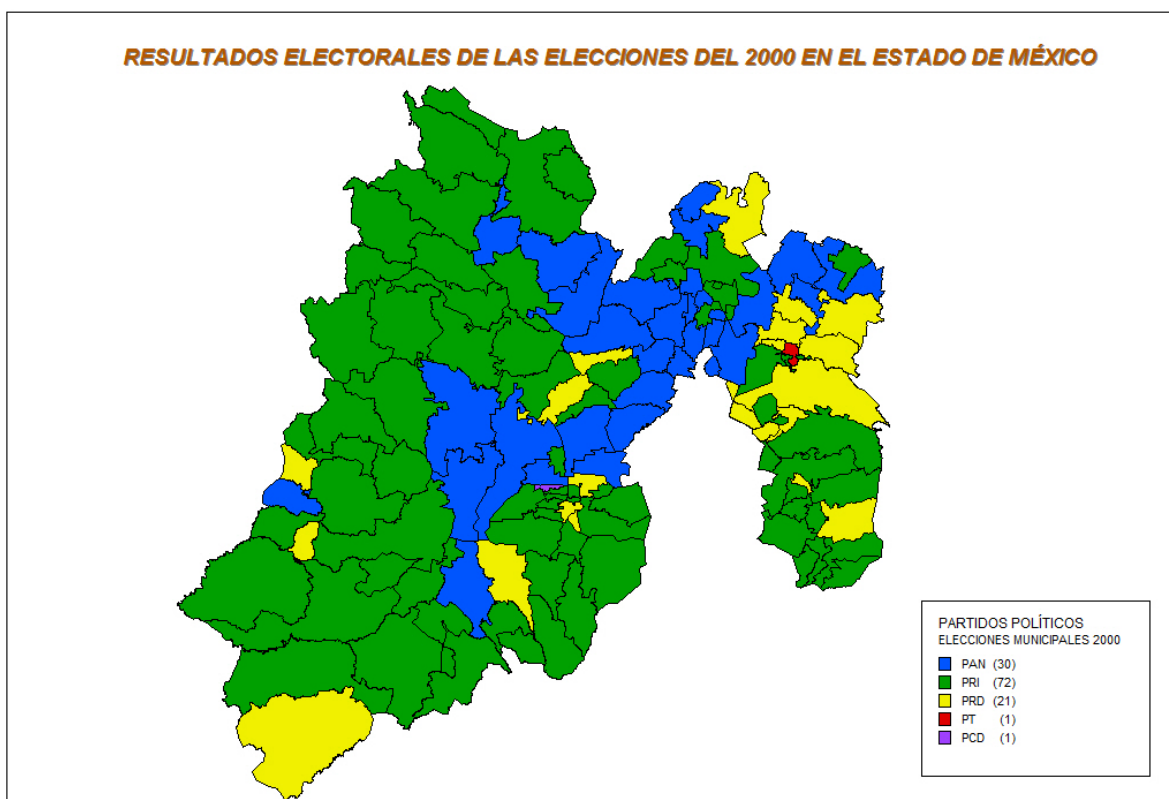 RESULTADOS ELECTORALES DE LAS ELECCIONES DEL 2000 EN EL ESTADO DE MÉXICO
PARTIDOS POLÍTICOS
ELECCIONES MUNICIPALES 2000
PAN (30)
PRI (72)
PRD (21)
PT (1)
PCD (1)